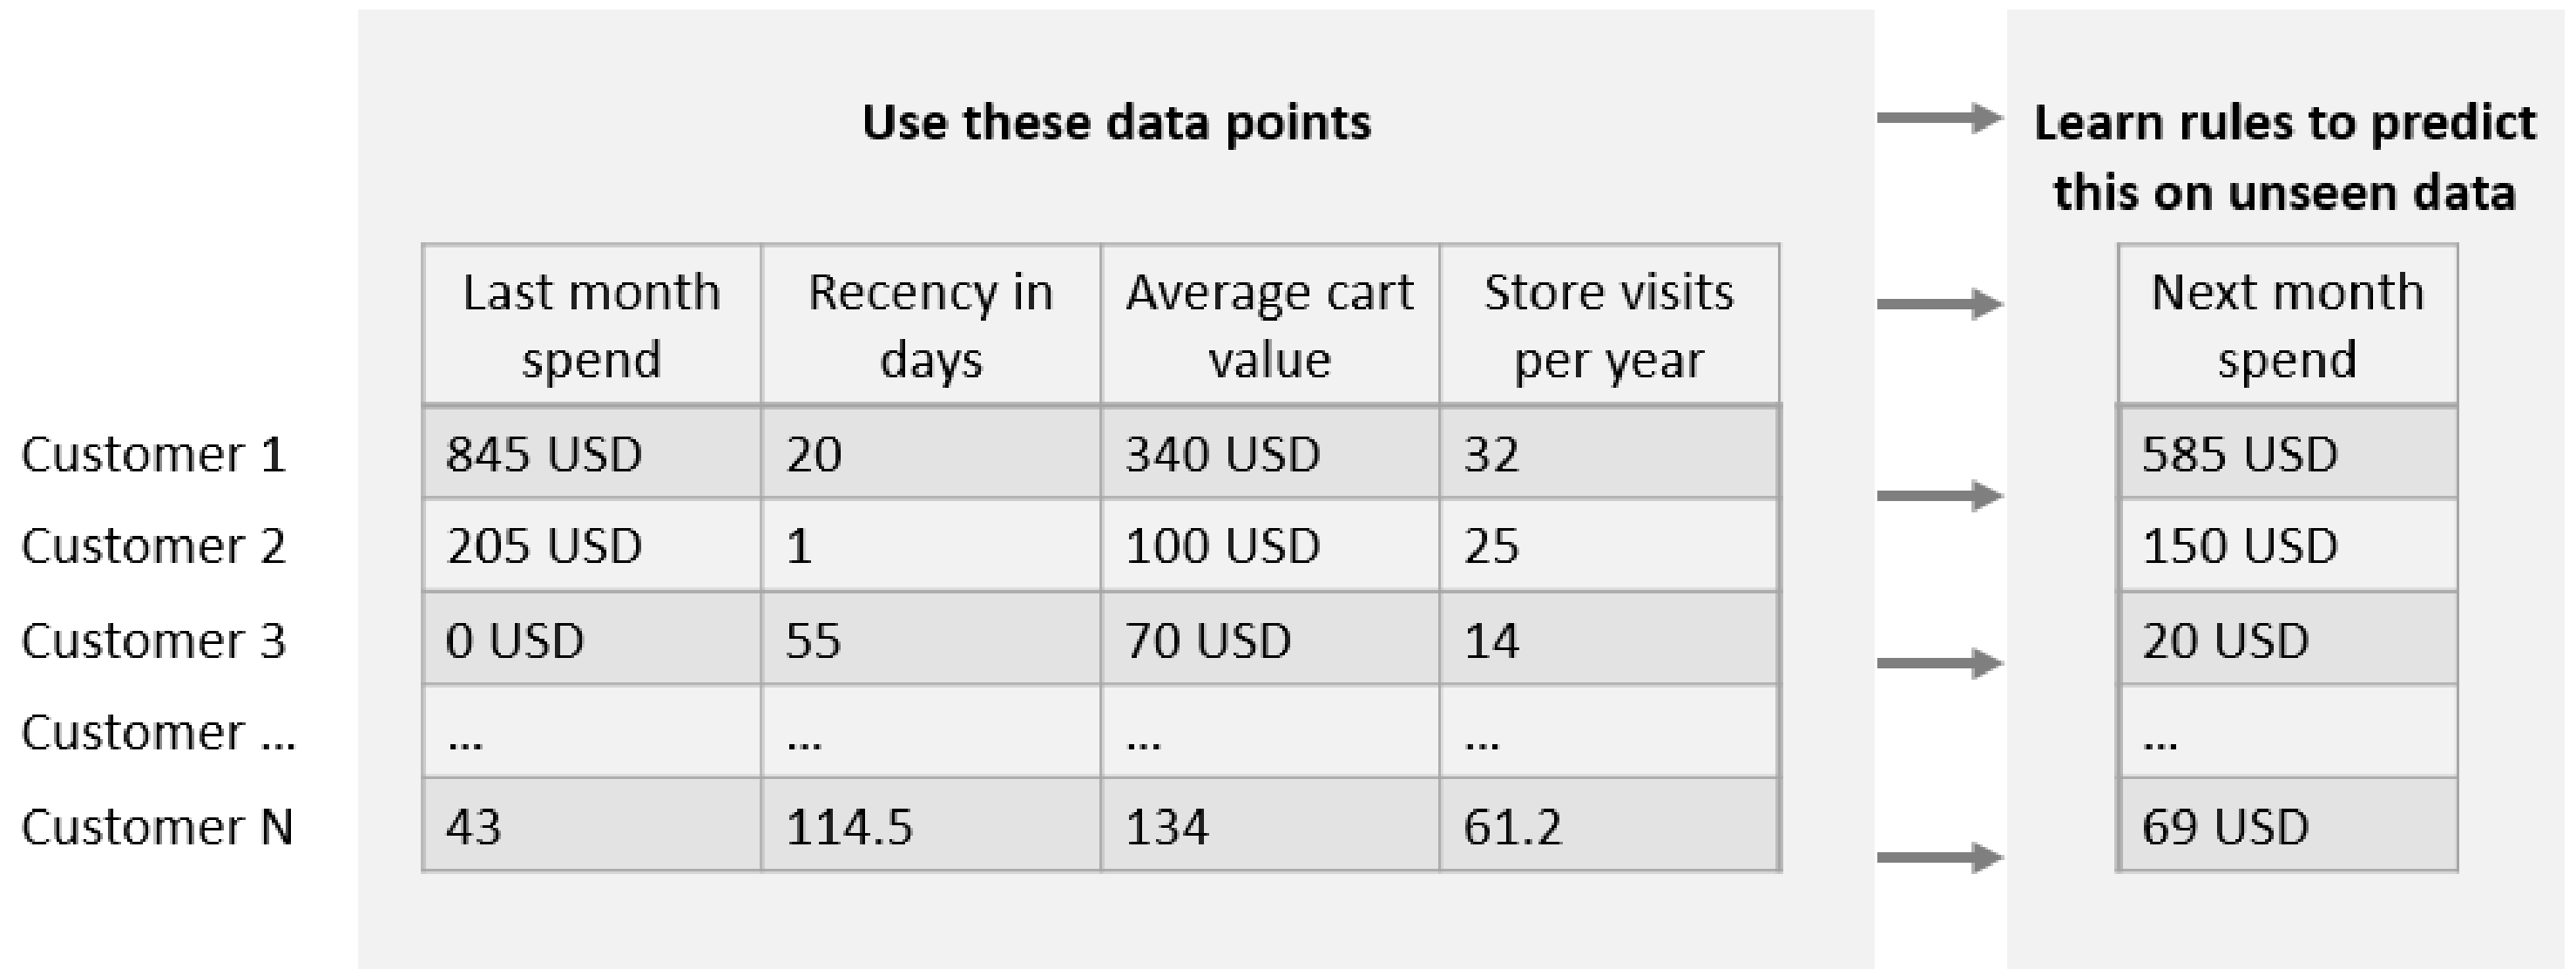 Use these data points
Learn rules to predict
this on unseen data
Last month spend
Recency in days
Average cart value
Store visits per year
Next month spend
Customer 1 845 USD 20 340 USD 32 585 USD
Customer 2 205 USD 1 100 USD 25 150 USD
Customer 3 0 USD 55 70 USD 14 20 USD
Customer ... ... ... ... ... ...
Customer N 43 114.5 134 61.2 69 USD